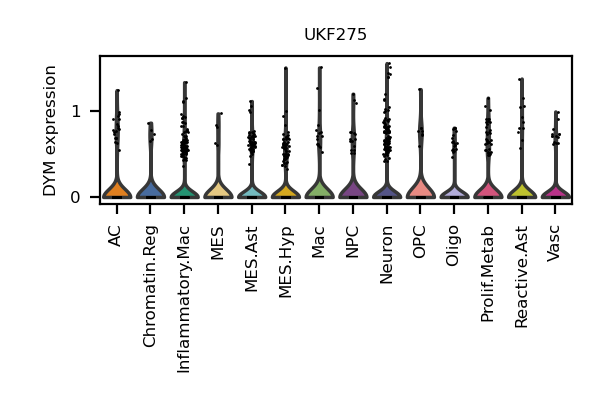 UKF275
DYM expression
1
0
AC
Chromatin.Reg
Inflammatory.Mac
MES
MES.Ast
MES.Hyp
Mac
NPC
Neuron
OPC
Oligo
Prolif.Metab
Reactive.Ast
Vasc